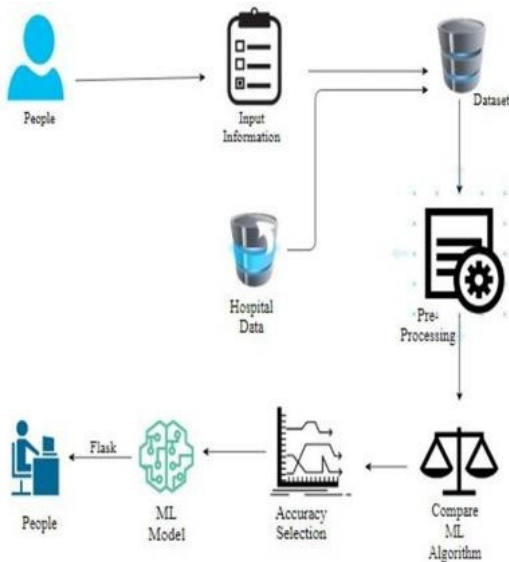 People
Input
Information
Dataset
Hospital
Data
Pre-
Processing
Flask
People
ML
Model
Accuracy
Selection
Compare
ML
Algorithm